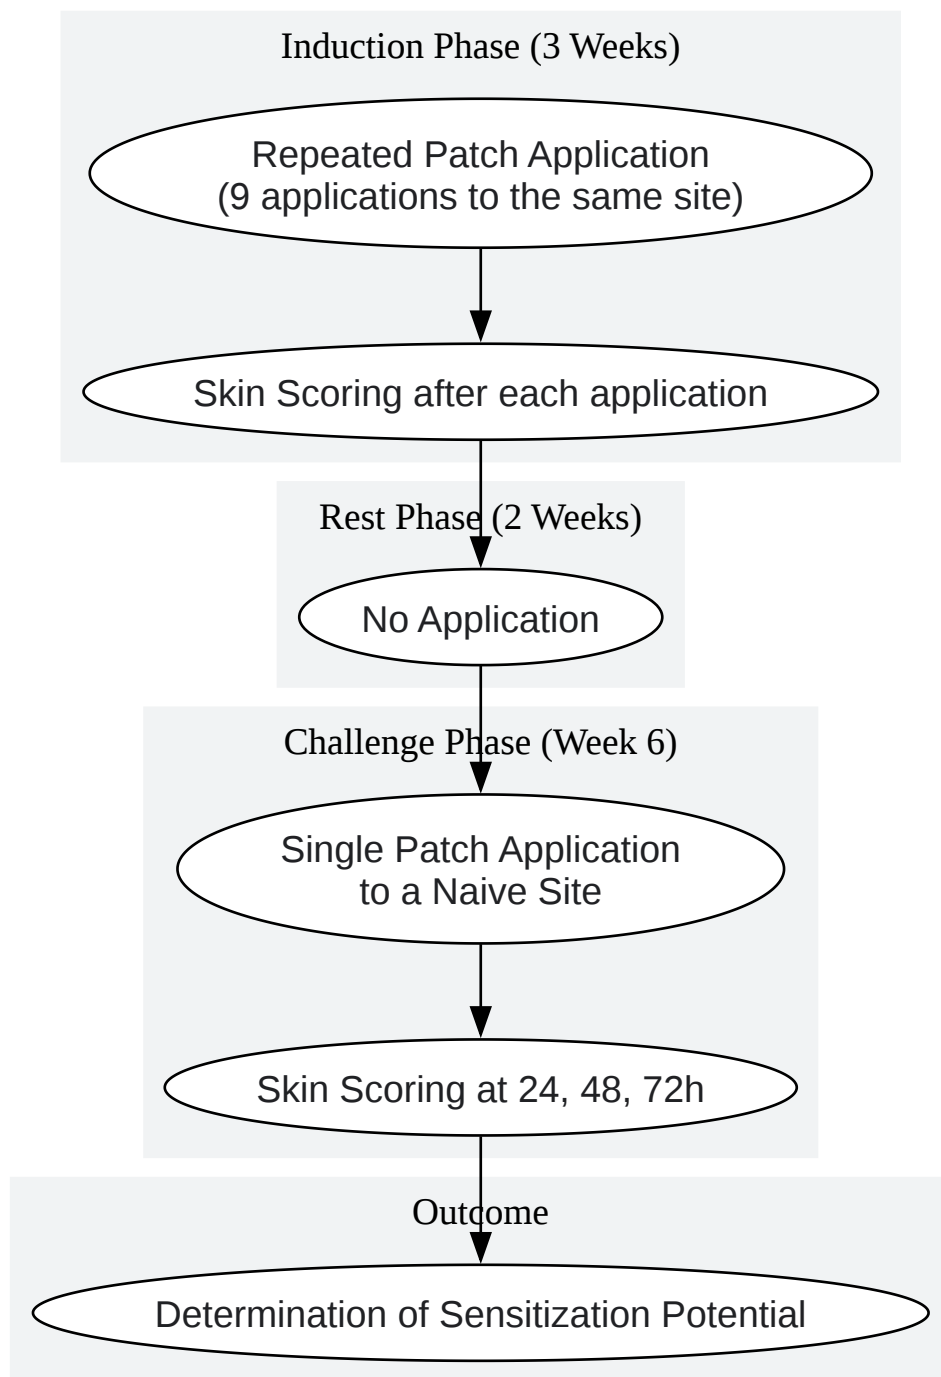 Induction Phase (3 Weeks)
Repeated Patch Application
(9 applications to the same site)
Skin Scoring after each application
Rest Phase (2 Weeks)
No Application
Challenge Phase (Week 6)
Single Patch Application
to a Naive Site
Skin Scoring at 24, 48, 72h
Outcome
Determination of Sensitization Potential